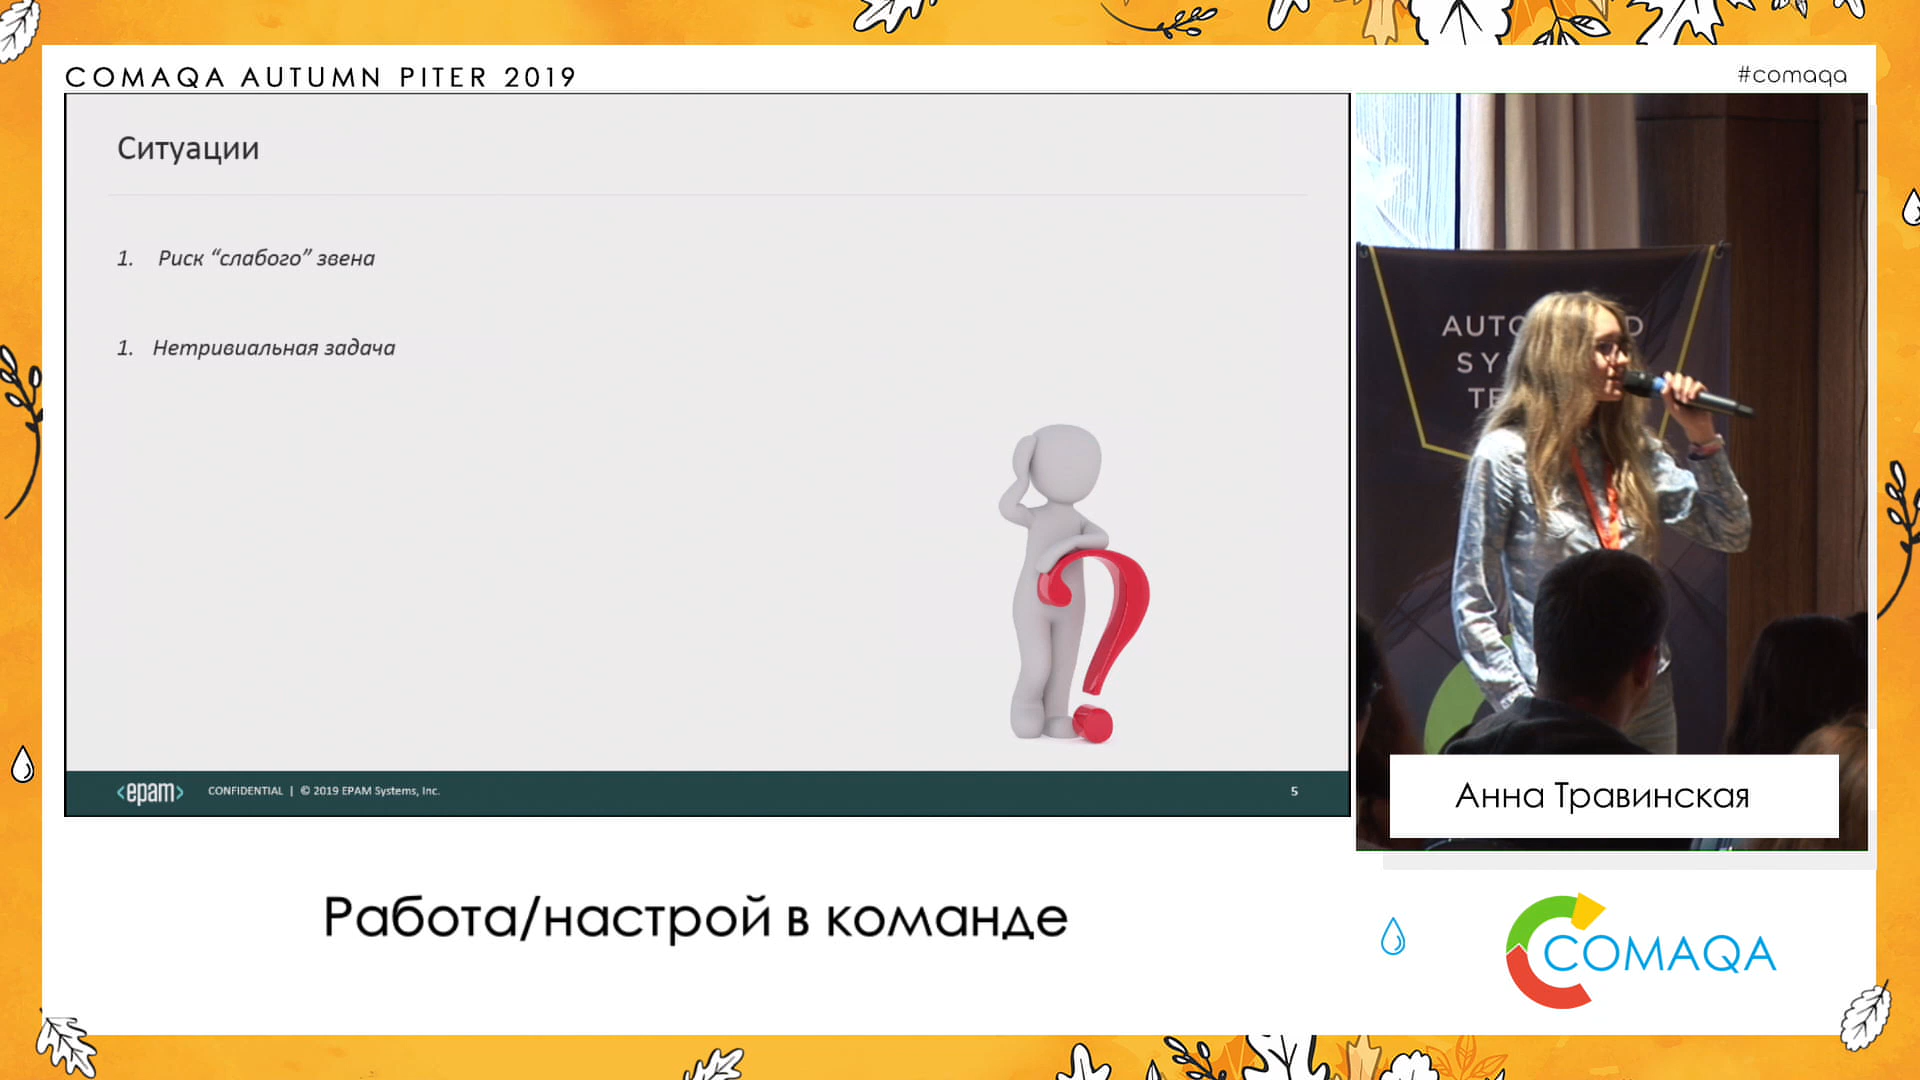 COMAQA AUTUMN PITER 2019
#comaqa
Ситуации
1. Риск “слабого” звена
1. Нетривиальная задача
<epam> CONFIDENTIAL | © 2019 EPAM Systems, Inc. 5
Анна Травинская
Работа/настрой в команде
COMAQA